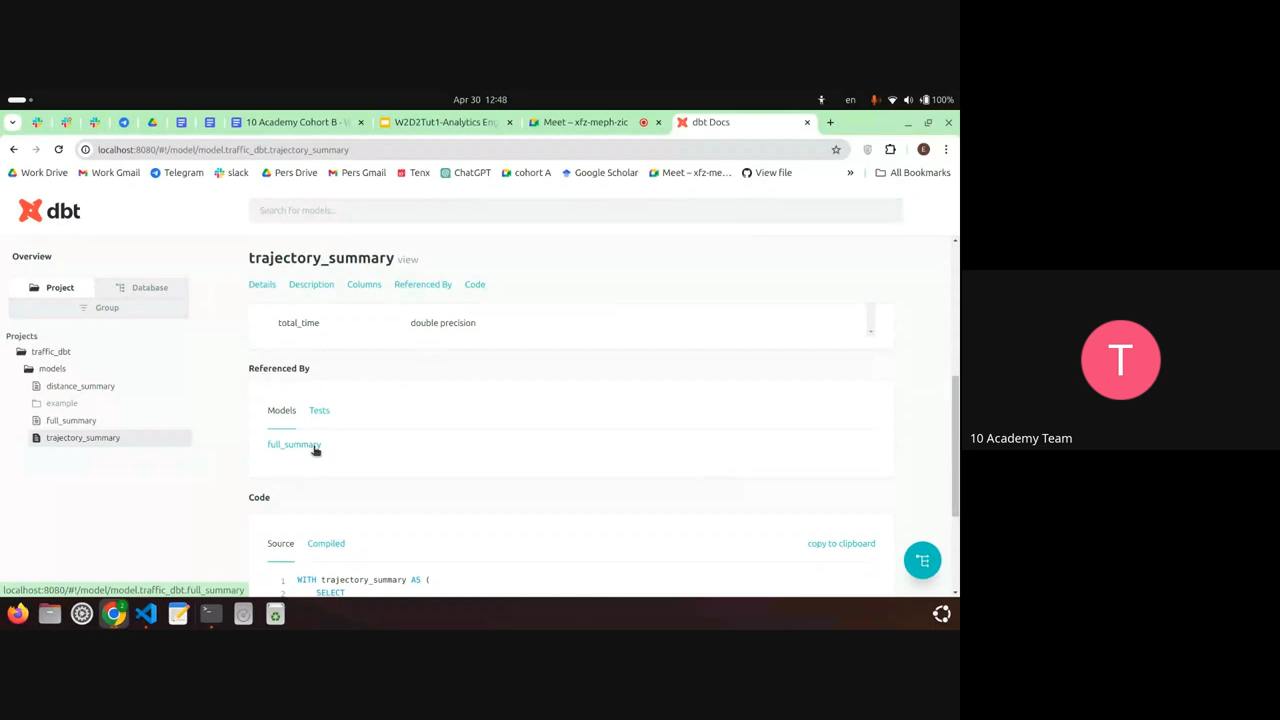 Apr 30 12:48
en
100%
10 Academy Cohort B - W
W2D2Tut1-Analytics Eng
Meet – xfz-meph-zic
dbt Docs
localhost:8080/#!/model/model.traffic_dbt.trajectory_summary
E
Work Drive
Work Gmail
Telegram
slack
Pers Drive
Pers Gmail
Tenx
ChatGPT
cohort A
Google Scholar
Meet – xfz-me...
View file
»
All Bookmarks
dbt
Search for models...
Overview
Project
Database
Group
Projects
traffic_dbt
models
distance_summary
example
full_summary
trajectory_summary
trajectory_summary view
Details
Description
Columns
Referenced By
Code
total_time
double precision
Referenced By
Models
Tests
full_summary
Code
Source
Compiled
copy to clipboard
1 WITH trajectory_summary AS (
2 SELECT
localhost:8080/#!/model/model.traffic_dbt.full_summary
T
10 Academy Team